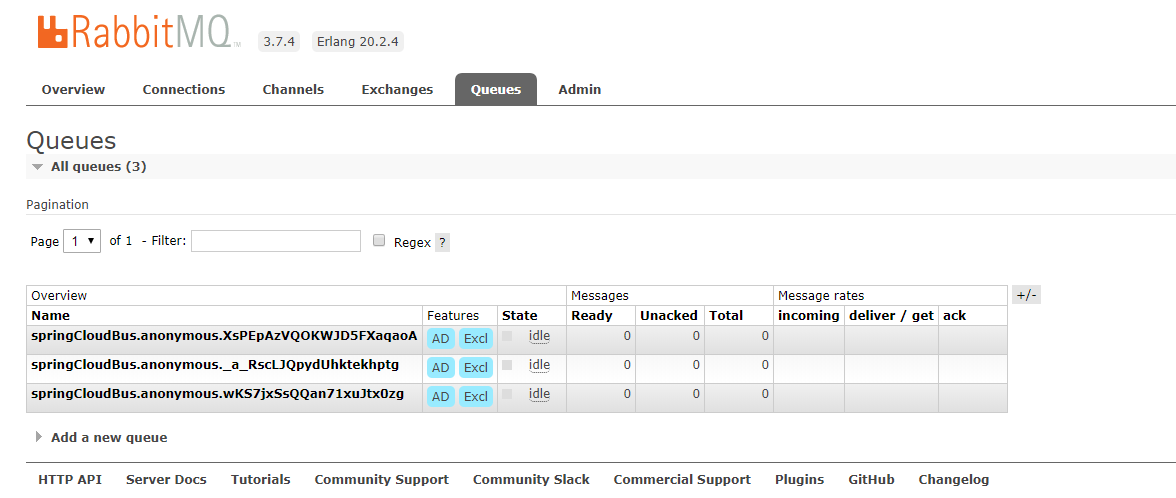 RabbitMQ TM 3.7.4 Erlang 20.2.4
Overview Connections Channels Exchanges Queues Admin
Queues
All queues (3)
Pagination
Page 1 of 1 - Filter: Regex ?
Overview Messages Message rates +/-
Name Features State Ready Unacked Total incoming deliver / get ack
springCloudBus.anonymous.XsPEpAzVQOKWJD5FXaqaoA AD Excl idle 0 0 0
springCloudBus.anonymous._a_RscLJQpydUhktekhptg AD Excl idle 0 0 0
springCloudBus.anonymous.wKS7jxSsQQan71xuJtx0zg AD Excl idle 0 0 0
Add a new queue
HTTP API Server Docs Tutorials Community Support Community Slack Commercial Support Plugins GitHub Changelog